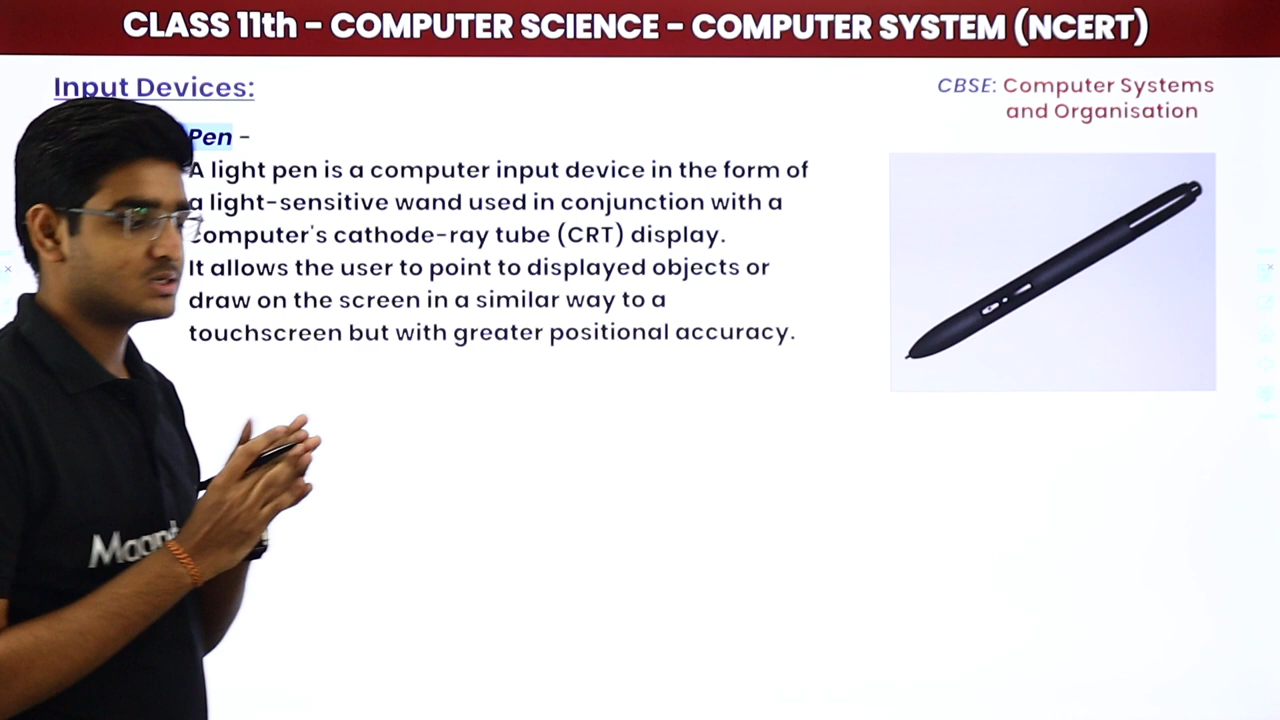 CLASS 11th - COMPUTER SCIENCE - COMPUTER SYSTEM (NCERT)
Input Devices:
CBSE: Computer Systems
and Organisation
Pen -
A light pen is a computer input device in the form of
a light-sensitive wand used in conjunction with a
computer's cathode-ray tube (CRT) display.
It allows the user to point to displayed objects or
draw on the screen in a similar way to a
touchscreen but with greater positional accuracy.